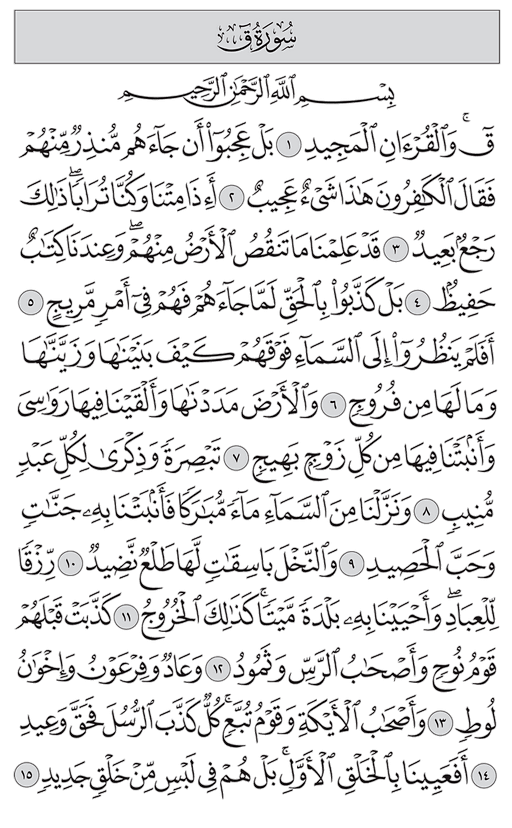 سُورَةُ قٓ
بِسْمِ ٱللَّهِ ٱلرَّحْمَٰنِ ٱلرَّحِيمِ
قٓۚ وَٱلْقُرْءَانِ ٱلْمَجِيدِ ١ بَلْ عَجِبُوٓا۟ أَن جَآءَهُم مُّنذِرٌ مِّنْهُمْ
فَقَالَ ٱلْكَٰفِرُونَ هَٰذَا شَىْءٌ عَجِيبٌ ٢ أَءِذَا مِتْنَا وَكُنَّا تُرَابًاۖ ذَٰلِكَ
رَجْعٌۢ بَعِيدٌ ٣ قَدْ عَلِمْنَا مَا تَنقُصُ ٱلْأَرْضُ مِنْهُمْۖ وَعِندَنَا كِتَٰبٌ
حَفِيظٌۢ ٤ بَلْ كَذَّبُوا۟ بِٱلْحَقِّ لَمَّا جَآءَهُمْ فَهُمْ فِىٓ أَمْرٍ مَّرِيجٍ ٥
أَفَلَمْ يَنظُرُوٓا۟ إِلَى ٱلسَّمَآءِ فَوْقَهُمْ كَيْفَ بَنَيْنَٰهَا وَزَيَّنَّٰهَا
وَمَا لَهَا مِن فُرُوجٍ ٦ وَٱلْأَرْضَ مَدَدْنَٰهَا وَأَلْقَيْنَا فِيهَا رَوَٰسِىَ
وَأَنۢبَتْنَا فِيهَا مِن كُلِّ زَوْجٍۭ بَهِيجٍ ٧ تَبْصِرَةً وَذِكْرَىٰ لِكُلِّ عَبْدٍ
مُّنِيبٍ ٨ وَنَزَّلْنَا مِنَ ٱلسَّمَآءِ مَآءً مُّبَٰرَكًا فَأَنۢبَتْنَا بِهِۦ جَنَّٰتٍ
وَحَبَّ ٱلْحَصِيدِ ٩ وَٱلنَّخْلَ بَاسِقَٰتٍ لَّهَا طَلْعٌ نَّضِيدٌ ١٠ رِّزْقًا
لِّلْعِبَادِۖ وَأَحْيَيْنَا بِهِۦ بَلْدَةً مَّيْتًاۚ كَذَٰلِكَ ٱلْخُرُوجُ ١١ كَذَّبَتْ قَبْلَهُمْ
قَوْمُ نُوحٍ وَأَصْحَٰبُ ٱلرَّسِّ وَثَمُودُ ١٢ وَعَادٌ وَفِرْعَوْنُ وَإِخْوَٰنُ
لُوطٍ ١٣ وَأَصْحَٰبُ ٱلْأَيْكَةِ وَقَوْمُ تُبَّعٍۚ كُلٌّ كَذَّبَ ٱلرُّسُلَ فَحَقَّ وَعِيدِ
١٤ أَفَعَيِينَا بِٱلْخَلْقِ ٱلْأَوَّلِۚ بَلْ هُمْ فِى لَبْسٍ مِّنْ خَلْقٍ جَدِيدٍ ١٥